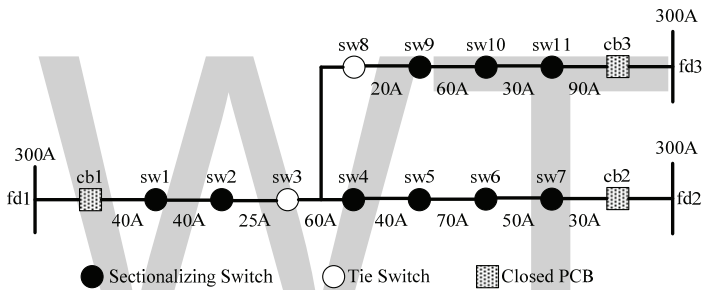 300A
sw8 sw9 sw10 sw11 cb3
fd3
20A 60A 30A 90A
300A
300A
cb1 sw1 sw2 sw3 sw4 sw5 sw6 sw7 cb2
fd1
fd2
40A 40A 25A 60A 40A 70A 50A 30A
Sectionalizing Switch Tie Switch Closed PCB
WT